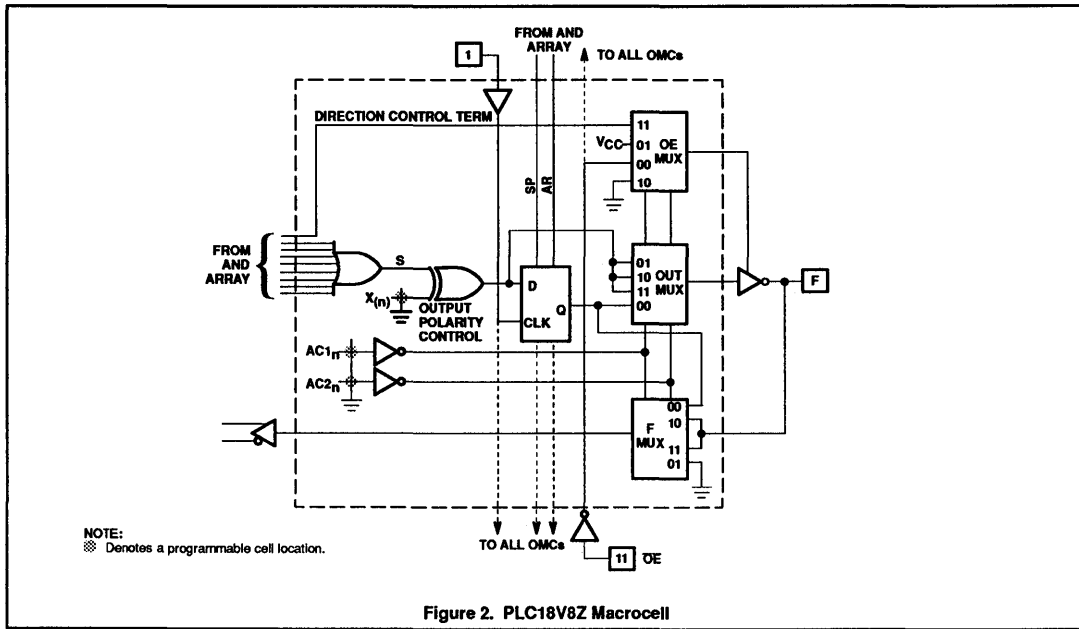 FROM AND
ARRAY
1
TO ALL OMCs
DIRECTION CONTROL TERM
11
VCC
01
OE
00
MUX
10
SP
AR
FROM
AND
ARRAY
S
X(n)
OUTPUT
POLARITY
CONTROL
D
Q
CLK
01
10
OUT
11
MUX
00
F
AC1n
AC2n
00
10
F
MUX
11
01
NOTE:
Denotes a programmable cell location.
TO ALL OMCs
11
OE
Figure 2. PLC18V8Z Macrocell